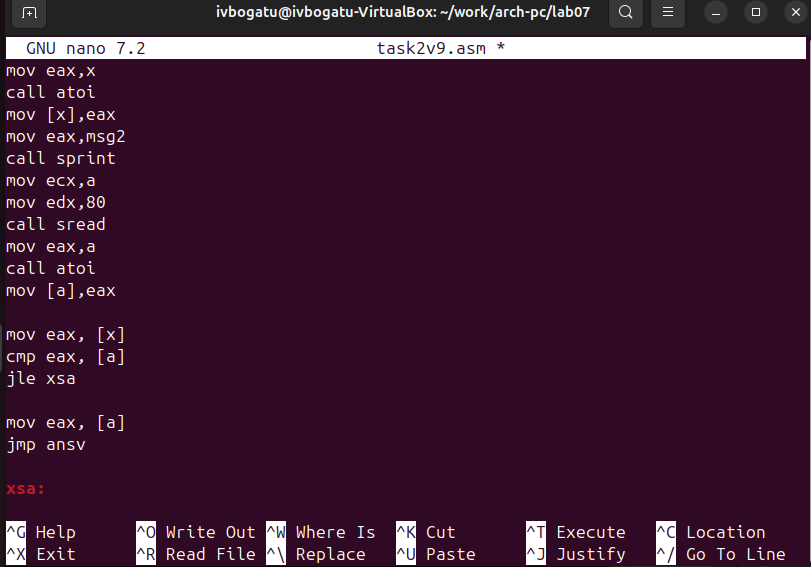 ivbogatu@ivbogatu-VirtualBox: ~/work/arch-pc/lab07
GNU nano 7.2 task2v9.asm *
mov eax,x
call atoi
mov [x],eax
mov eax,msg2
call sprint
mov ecx,a
mov edx,80
call sread
mov eax,a
call atoi
mov [a],eax
mov eax, [x]
cmp eax, [a]
jle xsa
mov eax, [a]
jmp ansv
xsa:
^G Help ^O Write Out ^W Where Is ^K Cut ^T Execute ^C Location
^X Exit ^R Read File ^\ Replace ^U Paste ^J Justify ^/ Go To Line